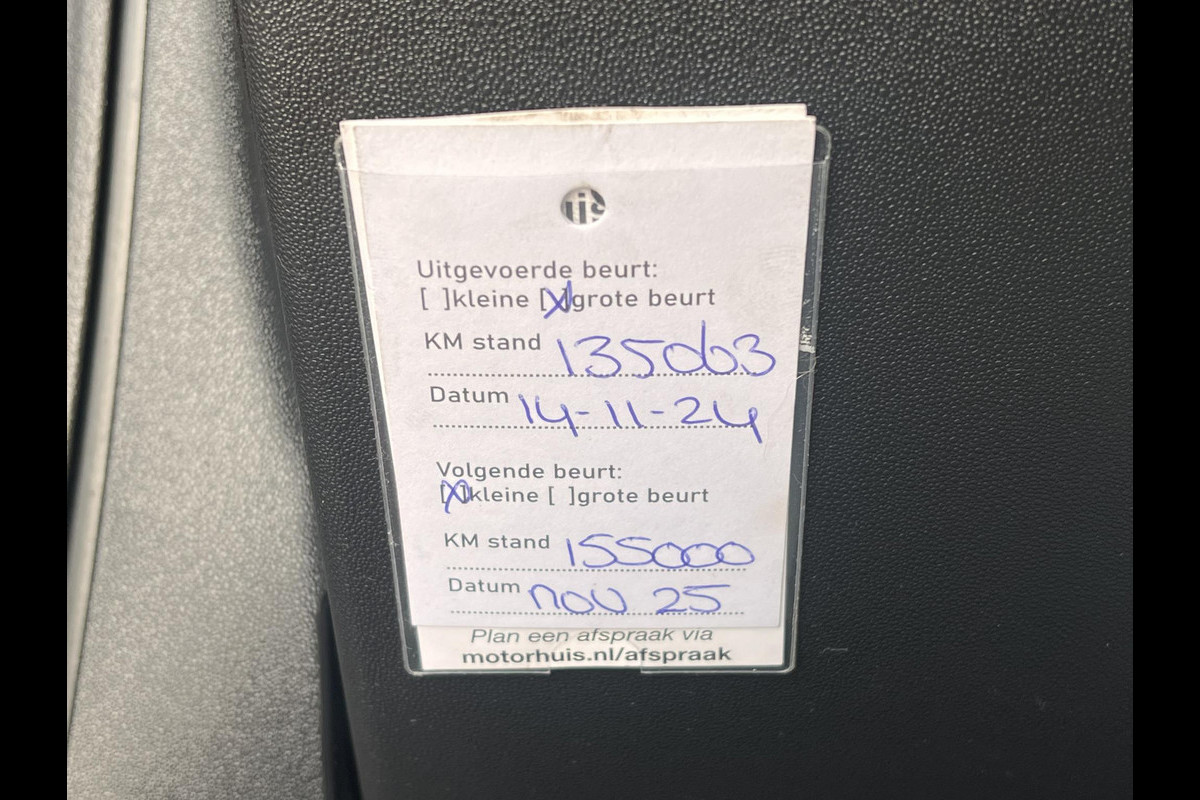 Uitgevoerde beurt:
[ ]kleine [X]grote beurt
KM stand 135063
Datum 14-11-24
Volgende beurt:
[X]kleine [ ]grote beurt
KM stand 155000
Datum nov 25
Plan een afspraak via
motorhuis.nl/afspraak